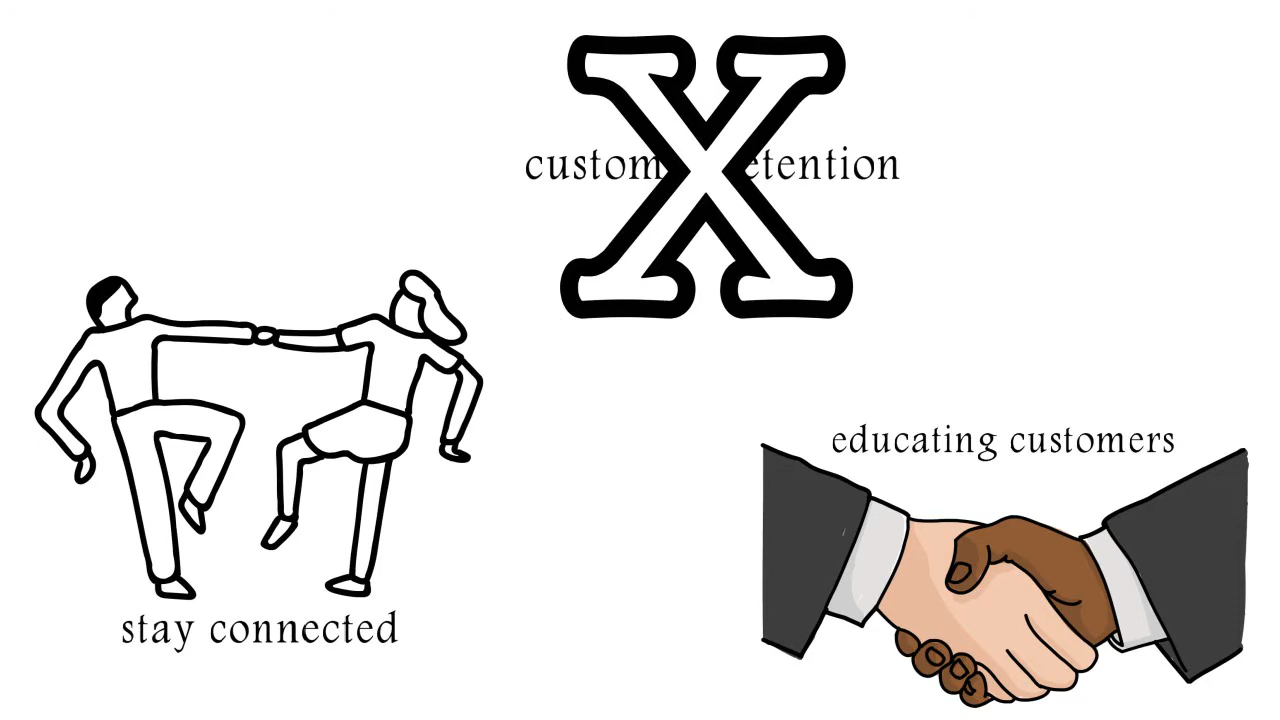 X
custom etention
educating customers
stay connected